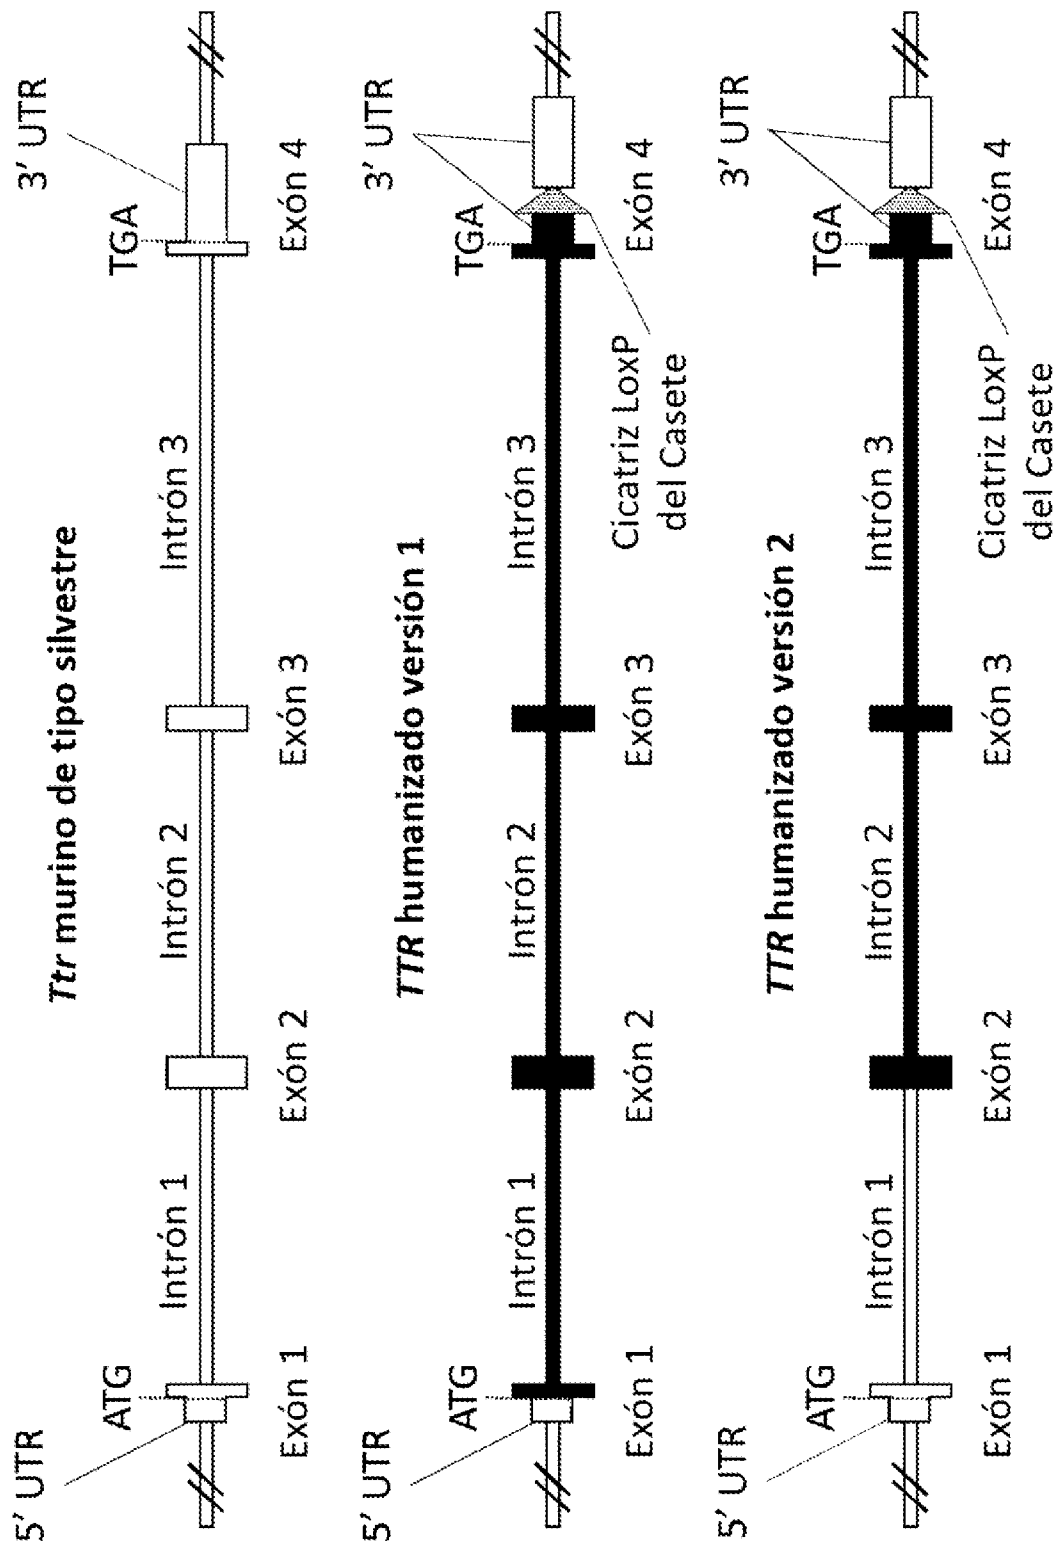 Ttr murino de tipo silvestre
5' UTR
ATG
Intrón 1
Intrón 2
Intrón 3
TGA
3' UTR
Exón 1
Exón 2
Exón 3
Exón 4
TTR humanizado versión 1
5' UTR
ATG
Intrón 1
Intrón 2
Intrón 3
TGA
3' UTR
Exón 1
Exón 2
Exón 3
Cicatriz LoxP
del Casete
Exón 4
TTR humanizado versión 2
5' UTR
ATG
Intrón 1
Intrón 2
Intrón 3
TGA
3' UTR
Exón 1
Exón 2
Exón 3
Cicatriz LoxP
del Casete
Exón 4